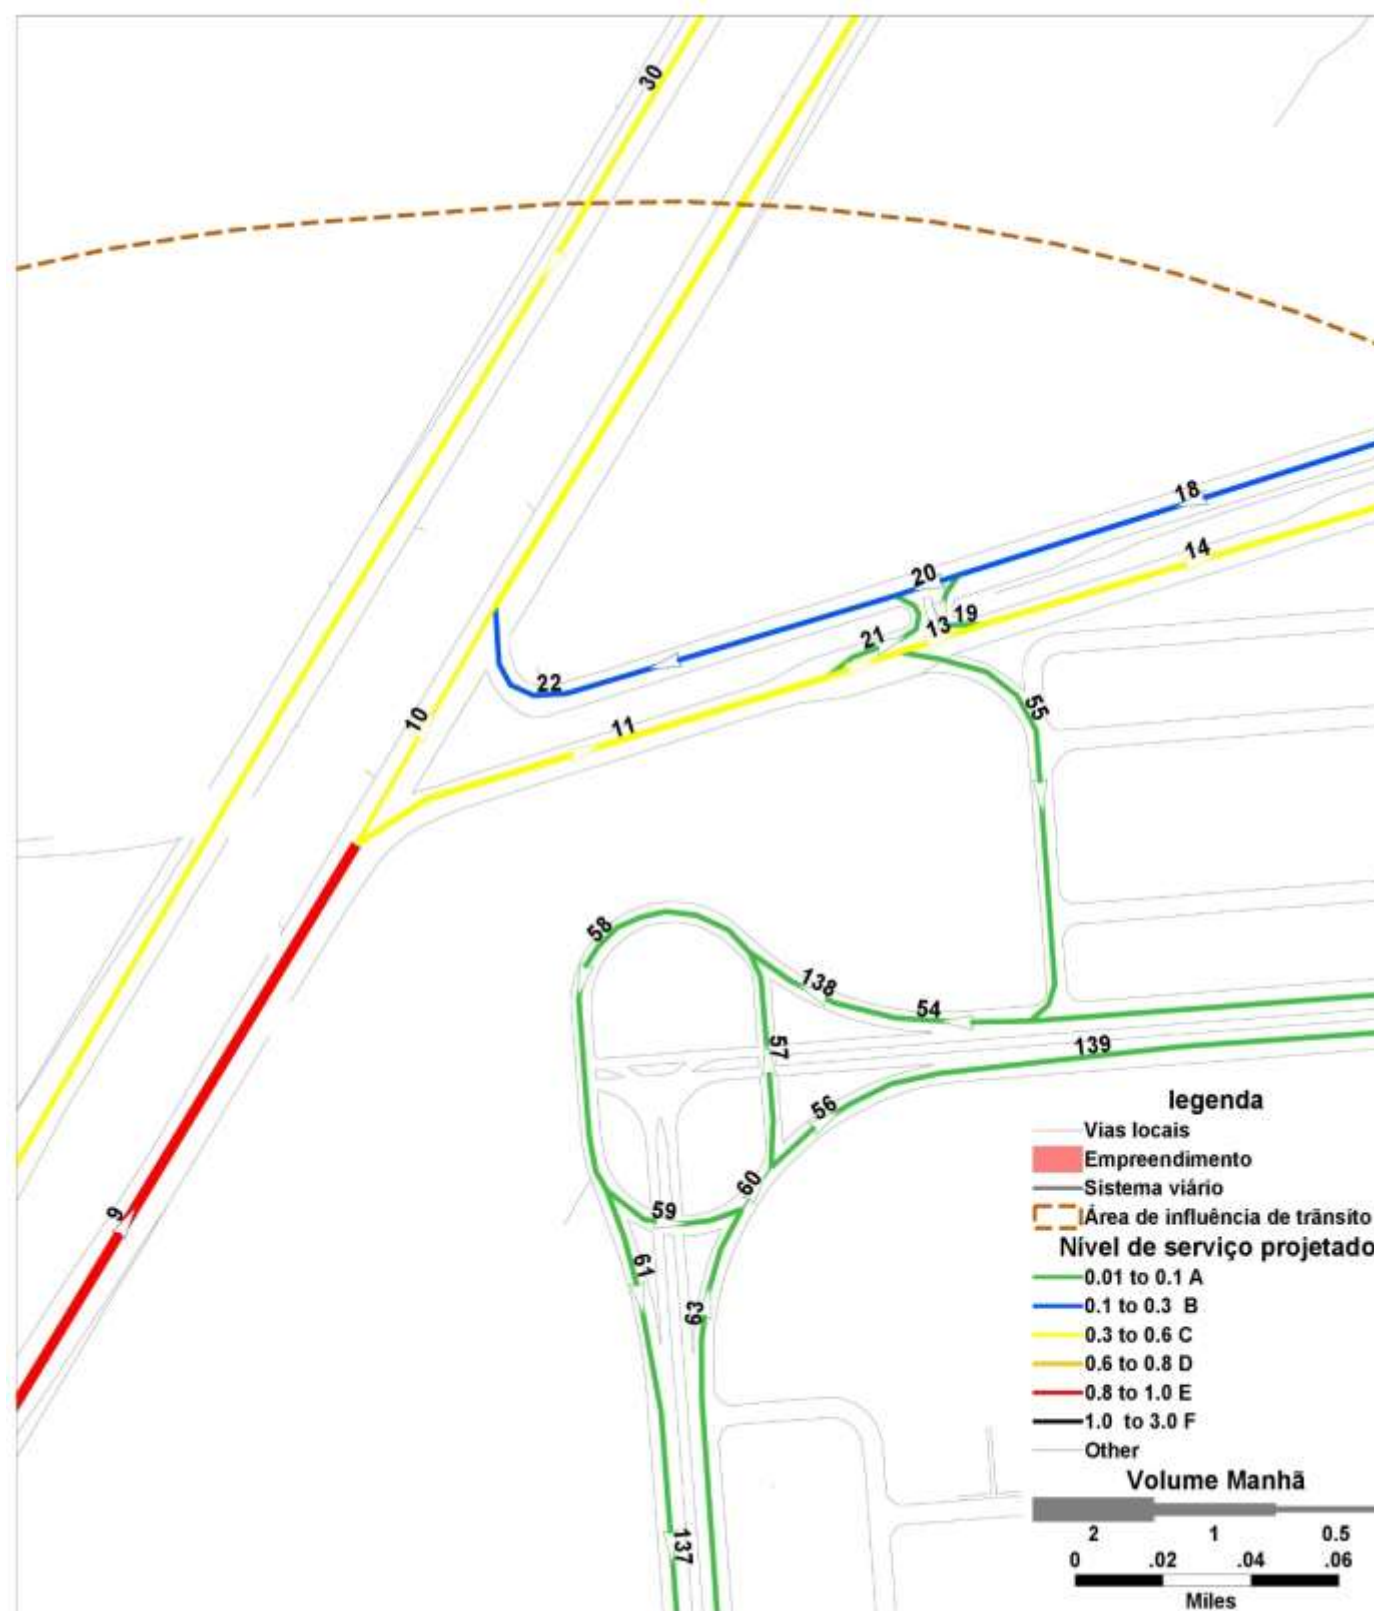 30
18
14
20
19
13
21
22
55
10
11
58
138
54
57
139
56
60
59
9
61
63
137
legenda
Vias locais
Empreendimento
Sistema viário
Área de influência de trânsito
Nível de serviço projetado
0.01 to 0.1 A
0.1 to 0.3 B
0.3 to 0.6 C
0.6 to 0.8 D
0.8 to 1.0 E
1.0 to 3.0 F
Other
Volume Manhã
2 1 0.5
0 .02 .04 .06
Miles